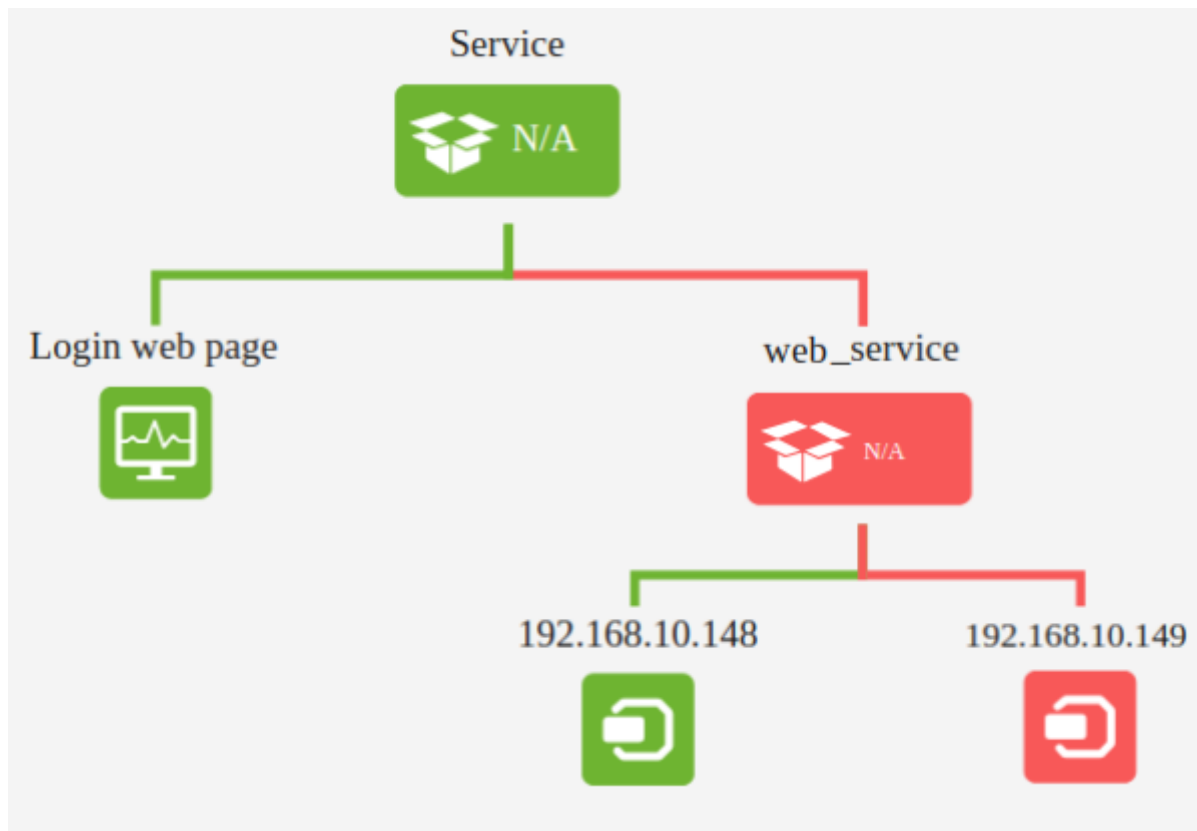 Service
N/A
Login web page
web_service
N/A
192.168.10.148
192.168.10.149